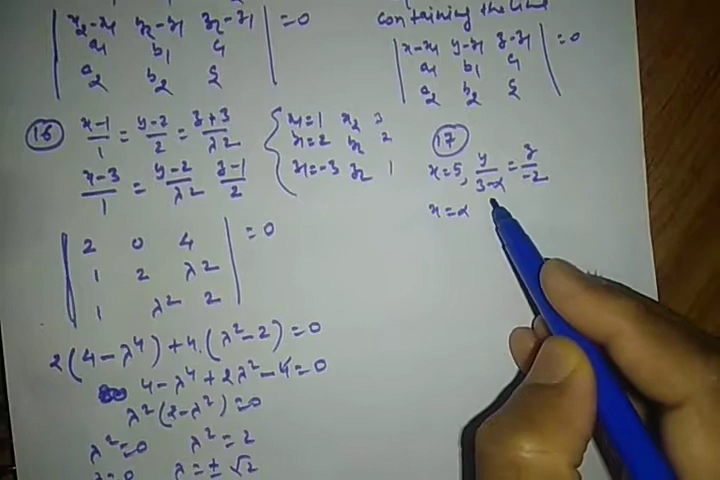 | x₂-x₁ y₂-y₁ z₂-z₁ |
| a₁ b₁ c₁ | = 0
| a₂ b₂ c₂ |
(16) (x-1)/1 = (y-2)/2 = (z+3)/λ²
(x-3)/1 = (y-2)/λ² (z-1)/2
{ x₁=1 x₂ 3
y₁=2 y₂ 2
z₁=-3 z₂ 1
| 2 0 4 | = 0
| 1 2 λ² |
| 1 λ² 2 |
2(4-λ⁴)+4.(λ²-2)=0
4-λ⁴+2λ²-4=0
λ²(2-λ²)=0
λ²=0 λ²=2
λ=0 λ=±√2
containing the line
| x-x₁ y-y₁ z-z₁ | = 0
| a₁ b₁ c₁ |
| a₂ b₂ c₂ |
(17)
x=5, y/(3-α) = z/-2
x=α